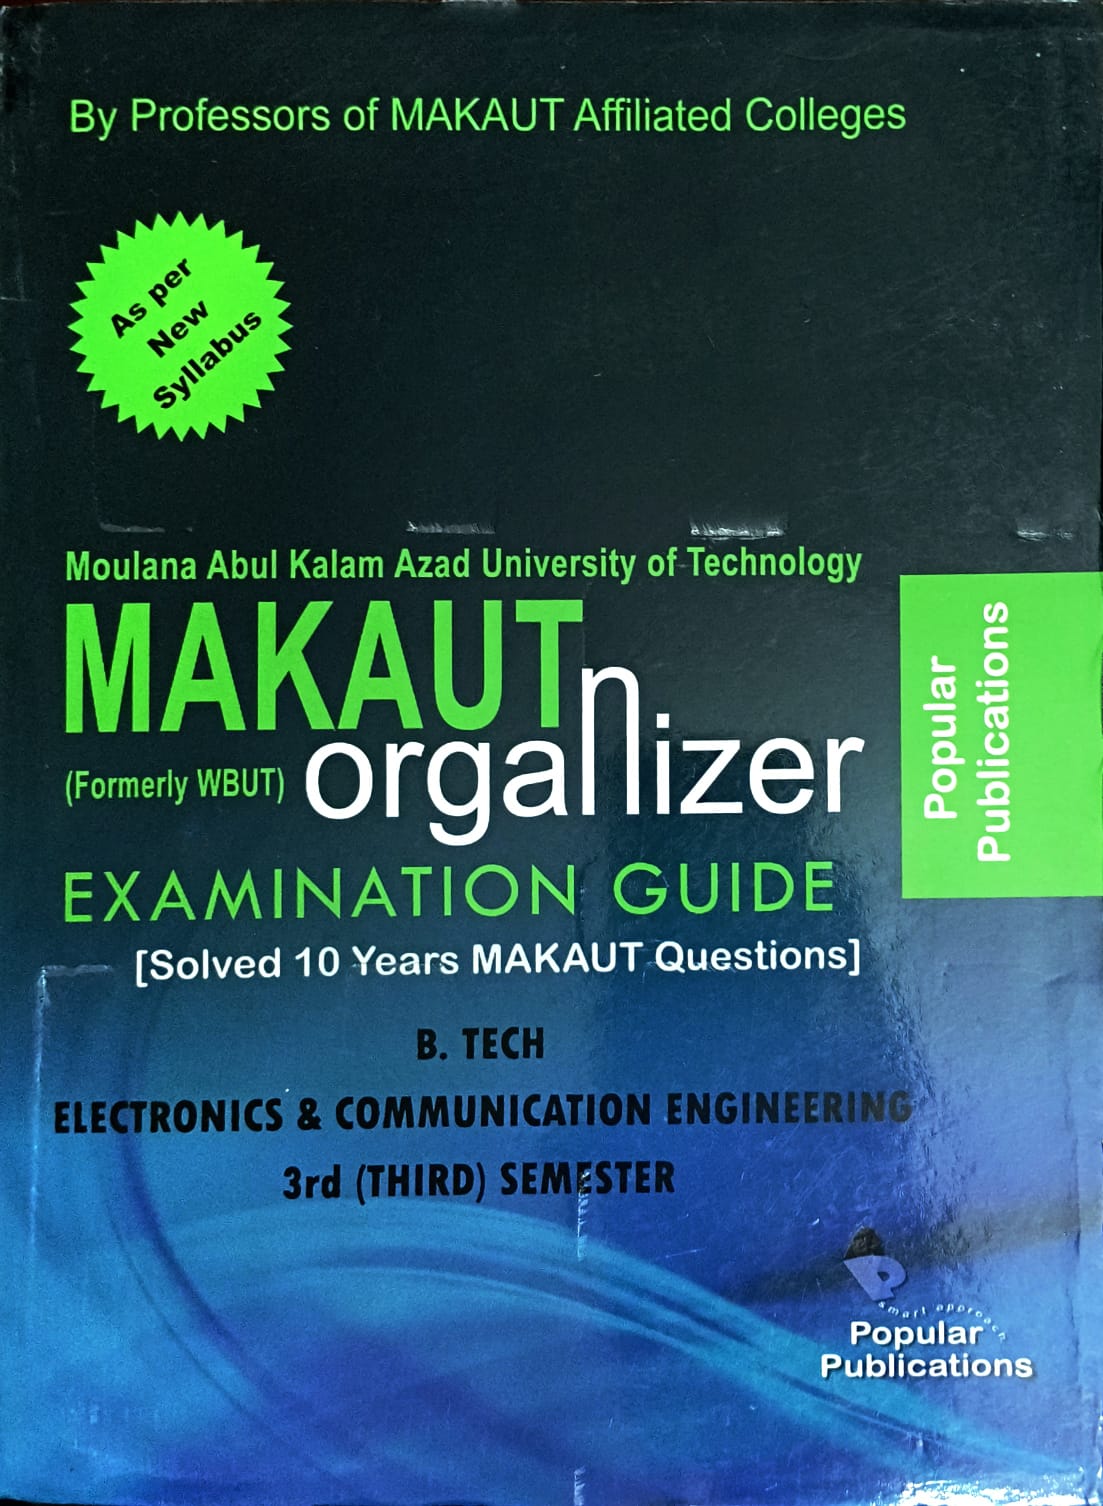 By Professors of MAKAUT Affiliated Colleges
As per
New
Syllabus
Moulana Abul Kalam Azad University of Technology
MAKAUT
(Formerly WBUT) organizer
Popular
Publications
EXAMINATION GUIDE
[Solved 10 Years MAKAUT Questions]
B. TECH
ELECTRONICS & COMMUNICATION ENGINEERING
3rd (THIRD) SEMESTER
smart approach
Popular
Publications